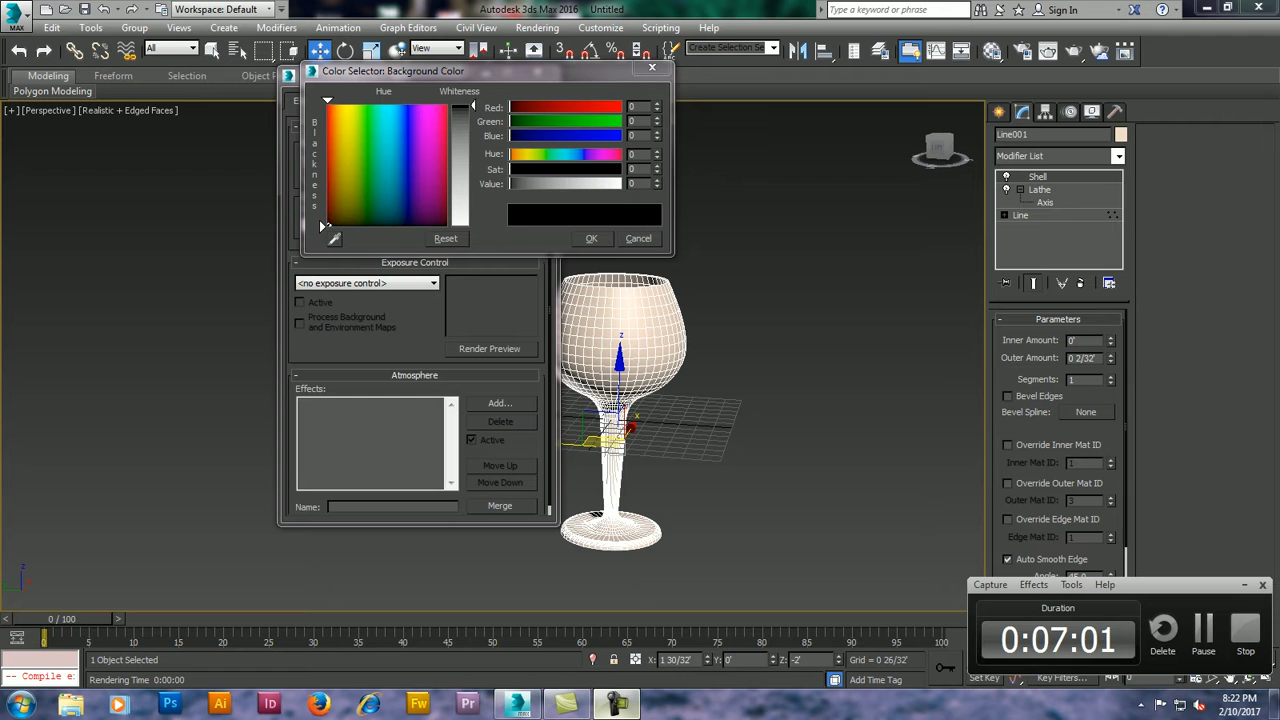 MAX
Workspace: Default
Autodesk 3ds Max 2016 Untitled
Type a keyword or phrase
Sign In
Edit Tools Group Views Create Modifiers Animation Graph Editors Civil View Rendering Customize Scripting Help
All
View
Create Selection Se
Modeling Freeform Selection Object
Polygon Modeling
[+] [Perspective] [Realistic + Edged Faces]
Color Selector: Background Color
Hue Whiteness
Blackness
Red: 0
Green: 0
Blue: 0
Hue: 0
Sat: 0
Value: 0
Reset OK Cancel
Exposure Control
<no exposure control>
Active
Process Background
and Environment Maps
Render Preview
Atmosphere
Effects:
Add...
Delete
Active
Move Up
Move Down
Name: Merge
z
x
z
Line001
Modifier List
Shell
Lathe
Axis
Line
Parameters
Inner Amount: 0'
Outer Amount: 0 2/32'
Segments: 1
Bevel Edges
Bevel Spline: None
Override Inner Mat ID
Inner Mat ID: 1
Override Outer Mat ID
Outer Mat ID: 3
Override Edge Mat ID
Edge Mat ID: 1
Auto Smooth Edge
Capture Effects Tools Help
Duration
0:07:01
Delete Pause Stop
0 / 100
0 5 10 15 20 25 30 35 40 45 50 55 60 65 70 75 80 85 90 95 100
1 Object Selected
X: 1 30/32' Y: 0' Z: -2' Grid = 0 26/32'
-- Compile e:
Rendering Time 0:00:00
Add Time Tag
Set Key Key Filters... 0
Ps Ai Id Fw Pr
8:22 PM
2/10/2017